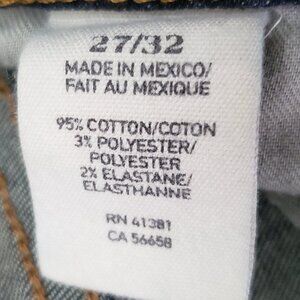 27/32
MADE IN MEXICO/
FAIT AU MEXIQUE
95% COTTON/COTON
3% POLYESTER/
POLYESTER
2% ELASTANE/
ELASTHANNE
RN 41381
CA 56658